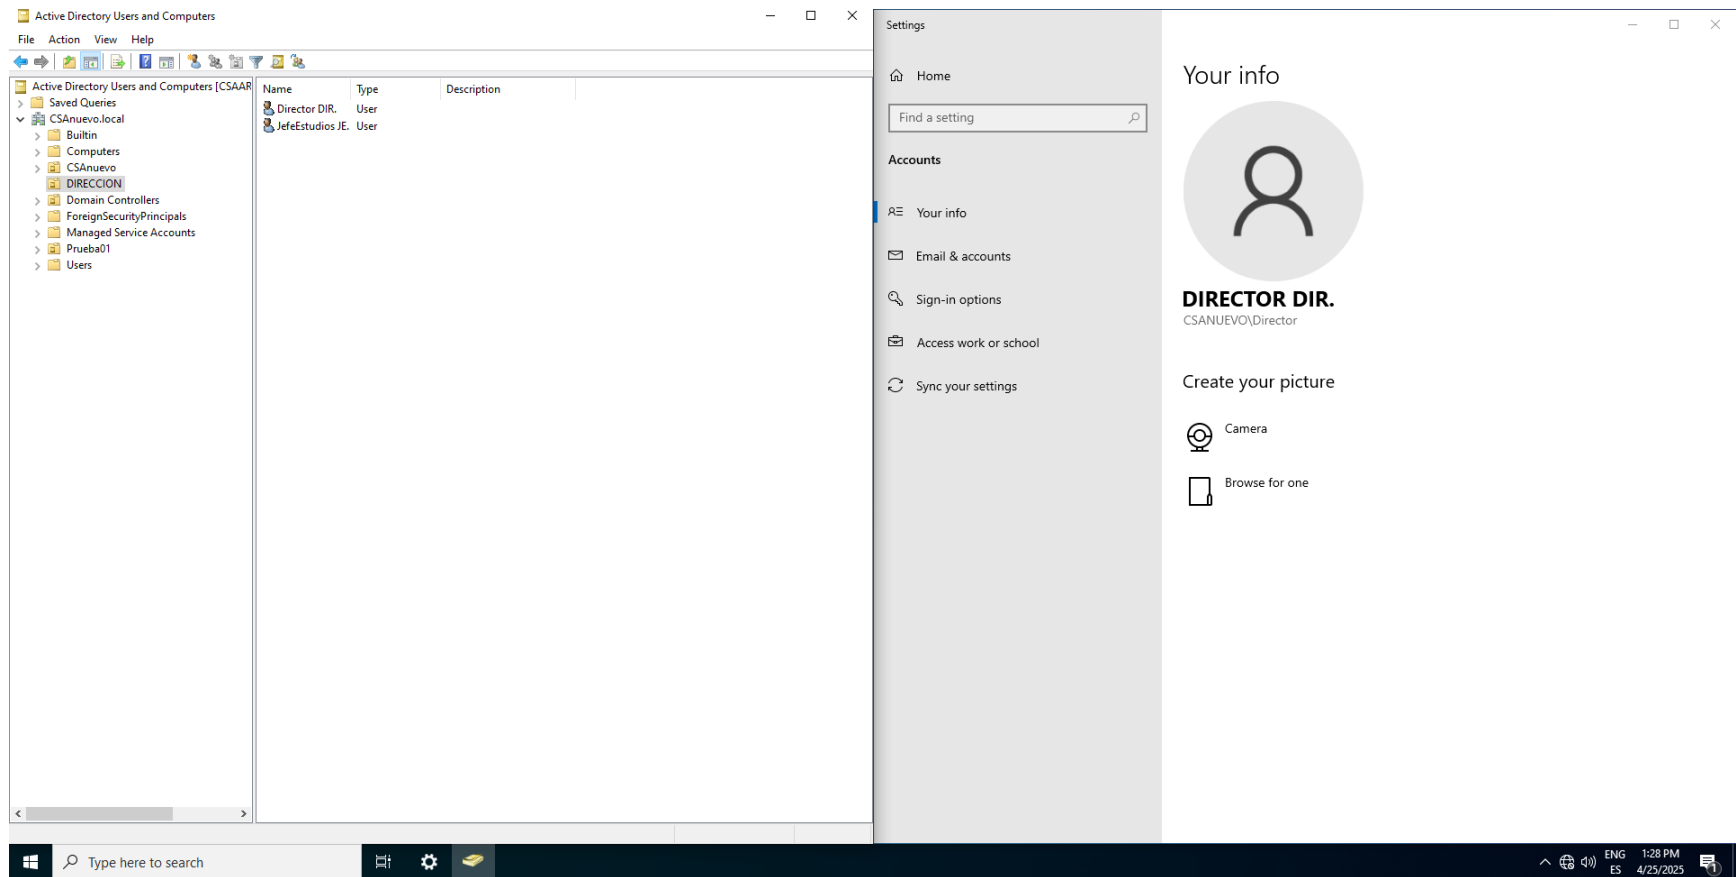 Active Directory Users and Computers
File Action View Help
Active Directory Users and Computers [CSAAR
Saved Queries
CSAnuevo.local
Builtin
Computers
CSAnuevo
DIRECCION
Domain Controllers
ForeignSecurityPrincipals
Managed Service Accounts
Prueba01
Users
Name Type Description
Director DIR. User
JefeEstudios JE. User
Settings
Home
Find a setting
Accounts
Your info
Email & accounts
Sign-in options
Access work or school
Sync your settings
Your info
DIRECTOR DIR.
CSANUEVO\Director
Create your picture
Camera
Browse for one
Type here to search
ENG
ES
1:28 PM
4/25/2025
1